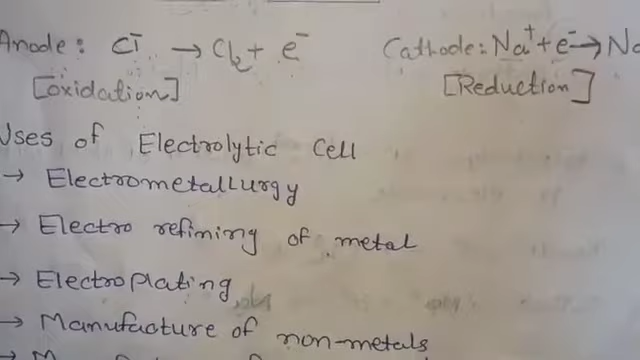 Anode: Cl⁻ → Cl₂ + e⁻ Cathode: Na⁺ + e⁻ → Na
[Oxidation] [Reduction]
Uses of Electrolytic Cell
→ Electrometallurgy
→ Electro refining of metal
→ Electroplating
→ Manufacture of non-metals